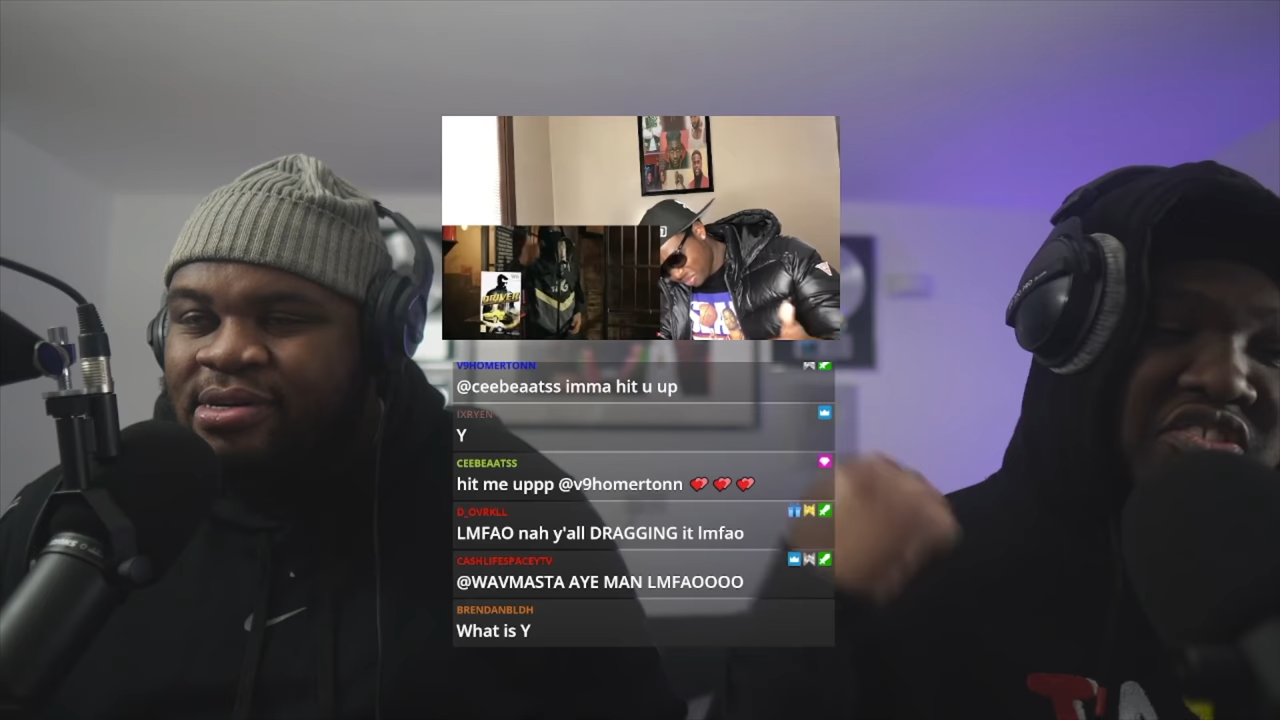 DRIVER
V9HOMERTONN
@ceebeaatss imma hit u up
IXRYEN
Y
CEEBEAATSS
hit me uppp @v9homertonn
D_OVRKLL
LMFAO nah y'all DRAGGING it lmfao
CASHLIFESPACEYTV
@WAVMASTA AYE MAN LMFAOOOO
BRENDANBLDH
What is Y